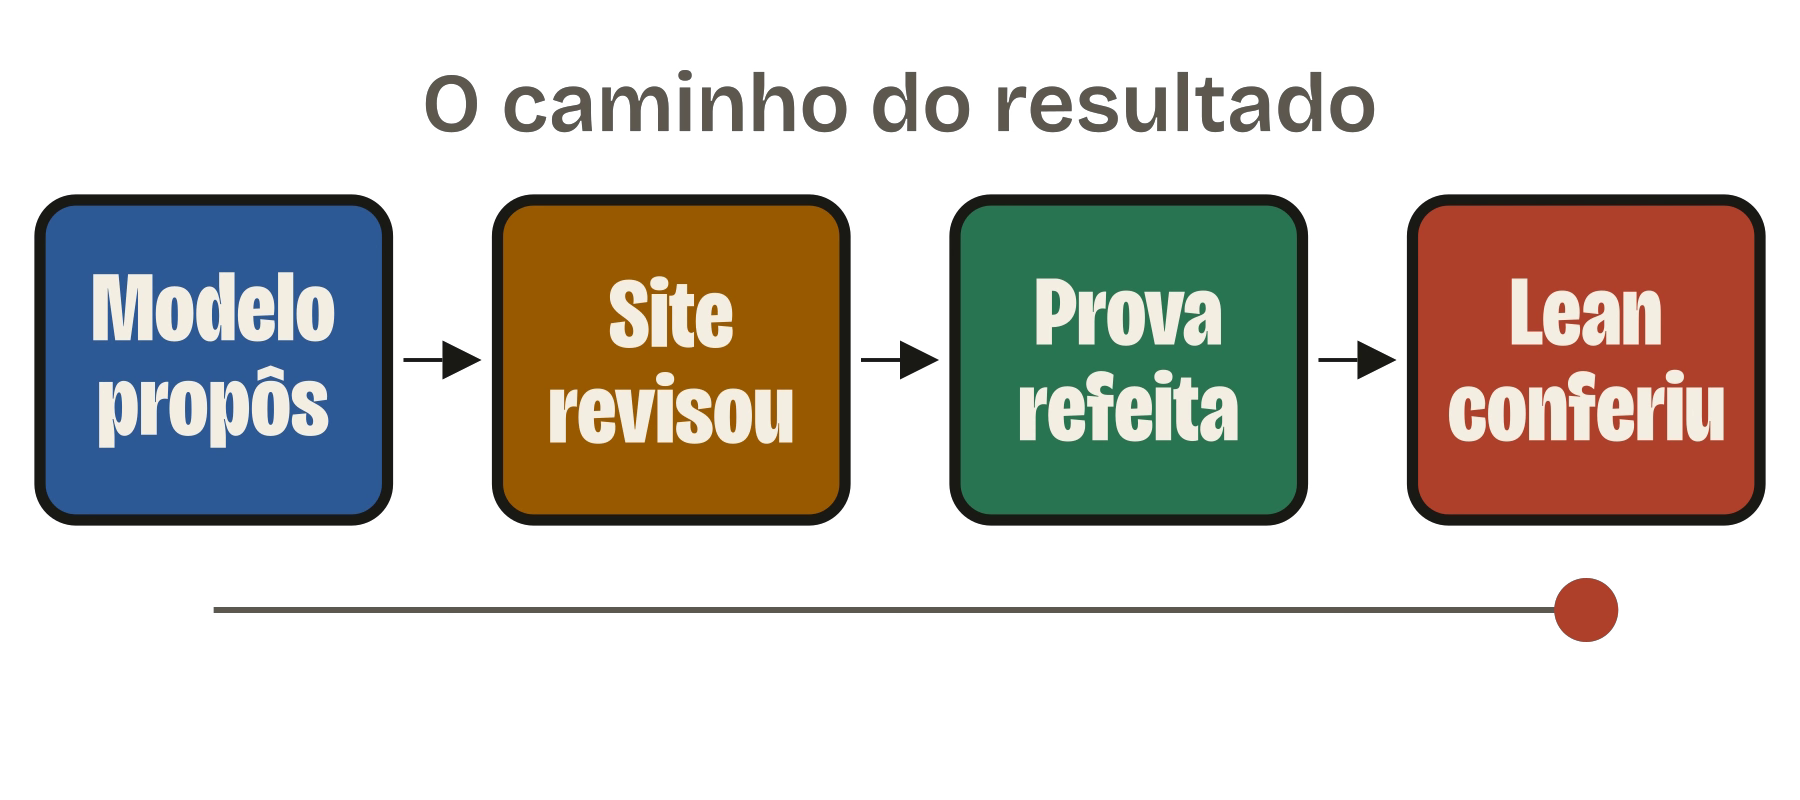 O caminho do resultado
Modelo
propôs
Site
revisou
Prova
refeita
Lean
conferiu